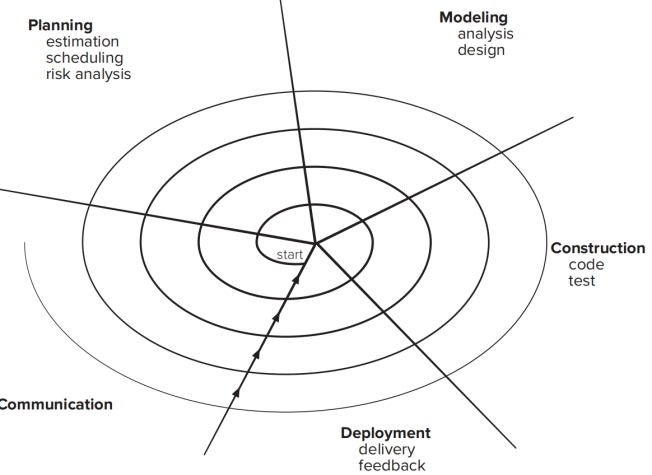 Planning
estimation
scheduling
risk analysis
Modeling
analysis
design
start
Construction
code
test
Communication
Deployment
delivery
feedback